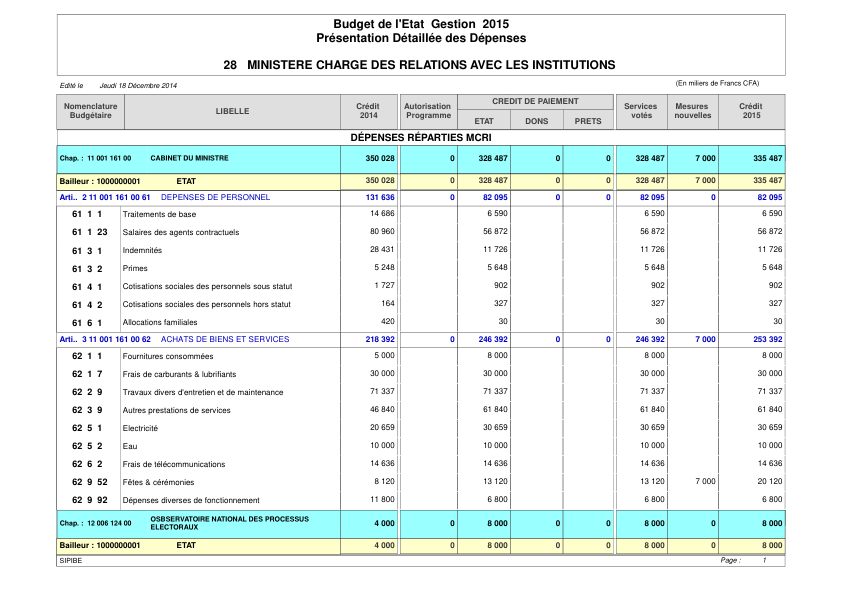 Budget de l'Etat Gestion 2015
Présentation Détaillée des Dépenses
28 MINISTERE CHARGE DES RELATIONS AVEC LES INSTITUTIONS
Edité le Jeudi 18 Décembre 2014 (En miliers de Francs CFA)
Nomenclature Budgétaire LIBELLE Crédit 2014 Autorisation Programme CREDIT DE PAIEMENT ETAT DONS PRETS Services votés Mesures nouvelles Crédit 2015
DÉPENSES RÉPARTIES MCRI
Chap. : 11 001 161 00 CABINET DU MINISTRE 350 028 0 328 487 0 0 328 487 7 000 335 487
Bailleur : 1000000001 ETAT 350 028 0 328 487 0 0 328 487 7 000 335 487
Arti.. 2 11 001 161 00 61 DEPENSES DE PERSONNEL 131 636 0 82 095 0 0 82 095 0 82 095
61 1 1 Traitements de base 14 686 6 590 6 590 6 590
61 1 23 Salaires des agents contractuels 80 960 56 872 56 872 56 872
61 3 1 Indemnités 28 431 11 726 11 726 11 726
61 3 2 Primes 5 248 5 648 5 648 5 648
61 4 1 Cotisations sociales des personnels sous statut 1 727 902 902 902
61 4 2 Cotisations sociales des personnels hors statut 164 327 327 327
61 6 1 Allocations familiales 420 30 30 30
Arti.. 3 11 001 161 00 62 ACHATS DE BIENS ET SERVICES 218 392 0 246 392 0 0 246 392 7 000 253 392
62 1 1 Fournitures consommées 5 000 8 000 8 000 8 000
62 1 7 Frais de carburants & lubrifiants 30 000 30 000 30 000 30 000
62 2 9 Travaux divers d'entretien et de maintenance 71 337 71 337 71 337 71 337
62 3 9 Autres prestations de services 46 840 61 840 61 840 61 840
62 5 1 Electricité 20 659 30 659 30 659 30 659
62 5 2 Eau 10 000 10 000 10 000 10 000
62 6 2 Frais de télécommunications 14 636 14 636 14 636 14 636
62 9 52 Fêtes & cérémonies 8 120 13 120 13 120 7 000 20 120
62 9 92 Dépenses diverses de fonctionnement 11 800 6 800 6 800 6 800
Chap. : 12 006 124 00 OSBSERVATOIRE NATIONAL DES PROCESSUS ELECTORAUX 4 000 0 8 000 0 0 8 000 0 8 000
Bailleur : 1000000001 ETAT 4 000 0 8 000 0 0 8 000 0 8 000
SIPIBE Page : 1